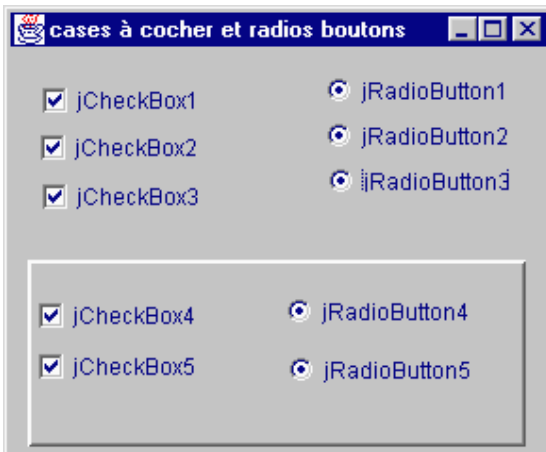 cases à cocher et radios boutons
jCheckBox1
jRadioButton1
jCheckBox2
jRadioButton2
jCheckBox3
jRadioButton3
jCheckBox4
jRadioButton4
jCheckBox5
jRadioButton5